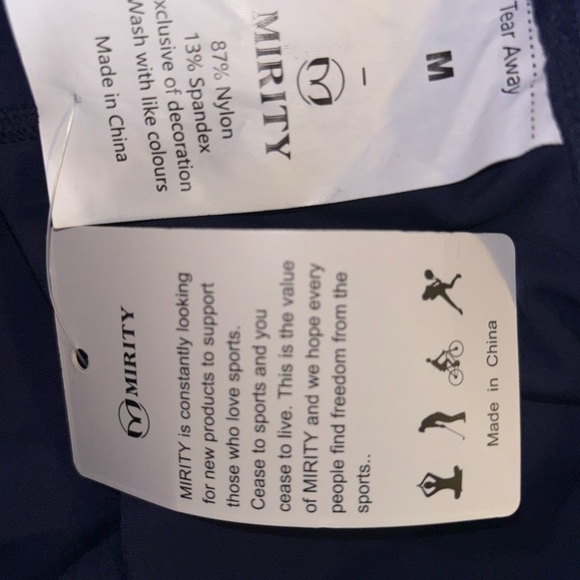 Tear Away
M
MIRITY
87% Nylon
13% Spandex
xclusive of decoration
Wash with like colours
Made in China
MIRITY
MIRITY is constantly looking
for new products to support
those who love sports.
Cease to sports and you
cease to live. This is the value
of MIRITY and we hope every
people find freedom from the
sports..
Made in China